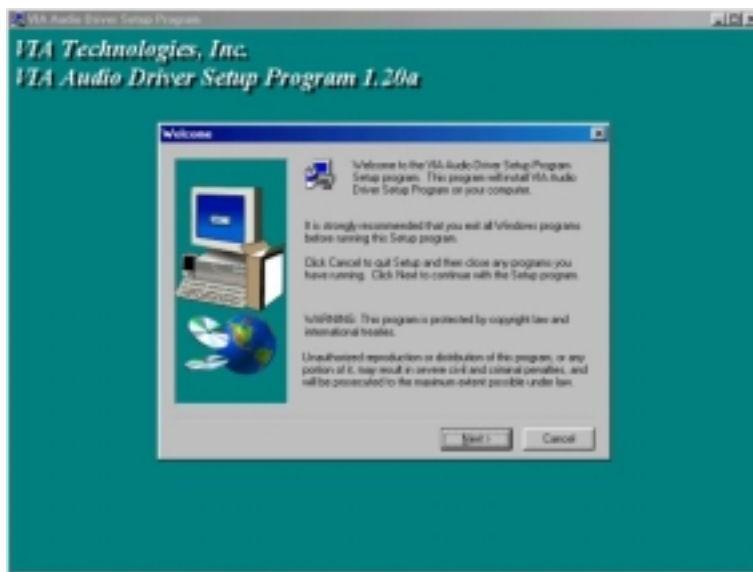 VIA Audio Driver Setup Program
VIA Technologies, Inc.
VIA Audio Driver Setup Program 1.20a
Welcome
Welcome to the VIA Audio Driver Setup Program
Setup program. This program will install VIA Audio
Driver Setup Program on your computer.
It is strongly recommended that you exit all Windows programs
before running this Setup program.
Click Cancel to quit Setup and then close any programs you
have running. Click Next to continue with the Setup program.
WARNING: This program is protected by copyright law and
international treaties.
Unauthorized reproduction or distribution of this program, or any
portion of it, may result in severe civil and criminal penalties, and
will be prosecuted to the maximum extent possible under law.
Next >
Cancel